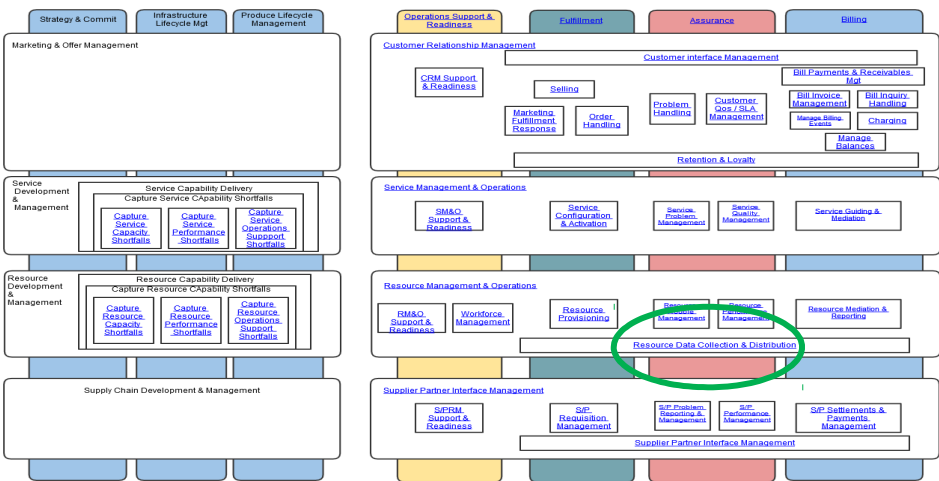 Strategy & Commit
Infrastructure
Lifecycle Mgt
Produce Lifecycle
Management
Operations Support &
Readiness
Fulfillment
Assurance
Billing
Marketing & Offer Management
Customer Relationship Management
Customer interface Management
CRM Support
& Readiness
Selling
Marketing
Fulfillment
Response
Order
Handling
Problem
Handling
Customer
Qos / SLA
Management
Bill Payments & Receivables
Mgt
Bill Invoice
Management
Bill Inquiry
Handling
Manage Billing
Events
Charging
Manage
Balances
Retention & Loyalty
Service
Development
&
Management
Service Capability Delivery
Capture Service CApability Shortfalls
Capture
Service
Capacity
Shortfalls
Capture
Service
Performance
Shortfalls
Capture
Service
Operations
Suppport
Shortfalls
Service Management & Operations
SM&O
Support &
Readiness
Service
Configuration
& Activation
Service
Problem
Management
Service
Quality
Management
Service Guiding &
Mediation
Resource
Development
&
Management
Resource Capability Delivery
Capture Resource CApability Shortfalls
Capture
Resource
Capacity
Shortfalls
Capture
Resource
Performance
Shortfalls
Capture
Resource
Operations
Support
Shortfalls
Resource Management & Operations
RM&O
Support &
Readiness
Workforce
Management
Resource
Provisioning
Resource
Management
Resource
Management
Resource Mediation &
Reporting
Resource Data Collection & Distribution
Supply Chain Development & Management
Supplier Partner Interface Management
S/PRM
Support &
Readiness
S/P
Requisition
Management
S/P Problem
Reporting &
Management
S/P
Performance
Management
S/P Settlements &
Payments
Management
Supplier Partner Interface Management